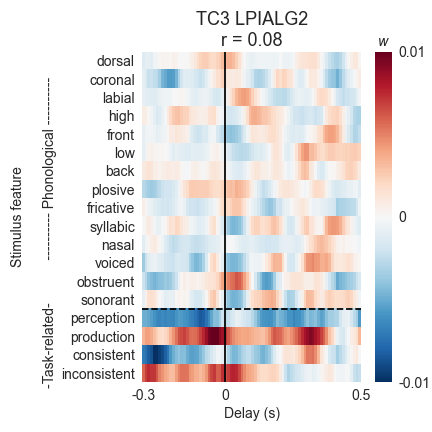 TC3 LPIALG2
r = 0.08
w
0.01
0
-0.01
Stimulus feature
---------- Phonological ----------
-Task-related-
dorsal
coronal
labial
high
front
low
back
plosive
fricative
syllabic
nasal
voiced
obstruent
sonorant
perception
production
consistent
inconsistent
-0.3
0
0.5
Delay (s)